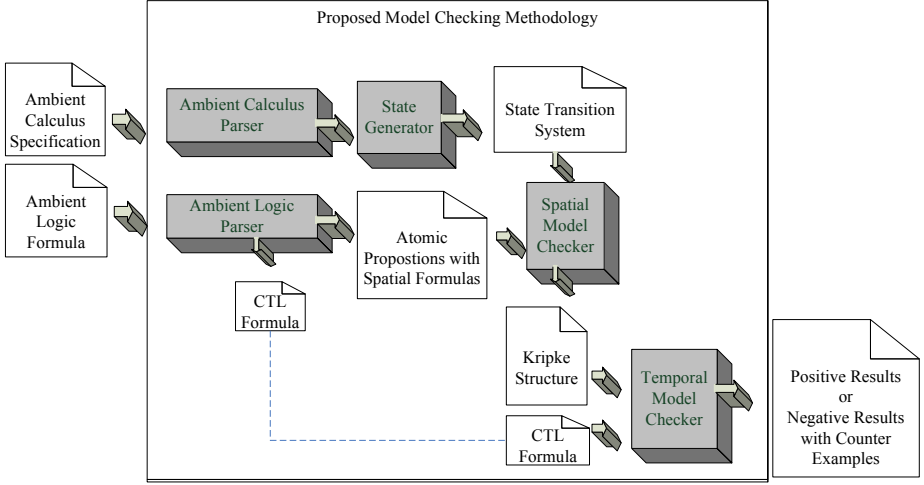 Proposed Model Checking Methodology
Ambient
Calculus
Specification
Ambient Calculus
Parser
State
Generator
State Transition
System
Ambient
Logic
Formula
Ambient Logic
Parser
Atomic
Propostions with
Spatial Formulas
Spatial
Model
Checker
CTL
Formula
Kripke
Structure
Temporal
Model
Checker
CTL
Formula
Positive Results
or
Negative Results
with Counter
Examples